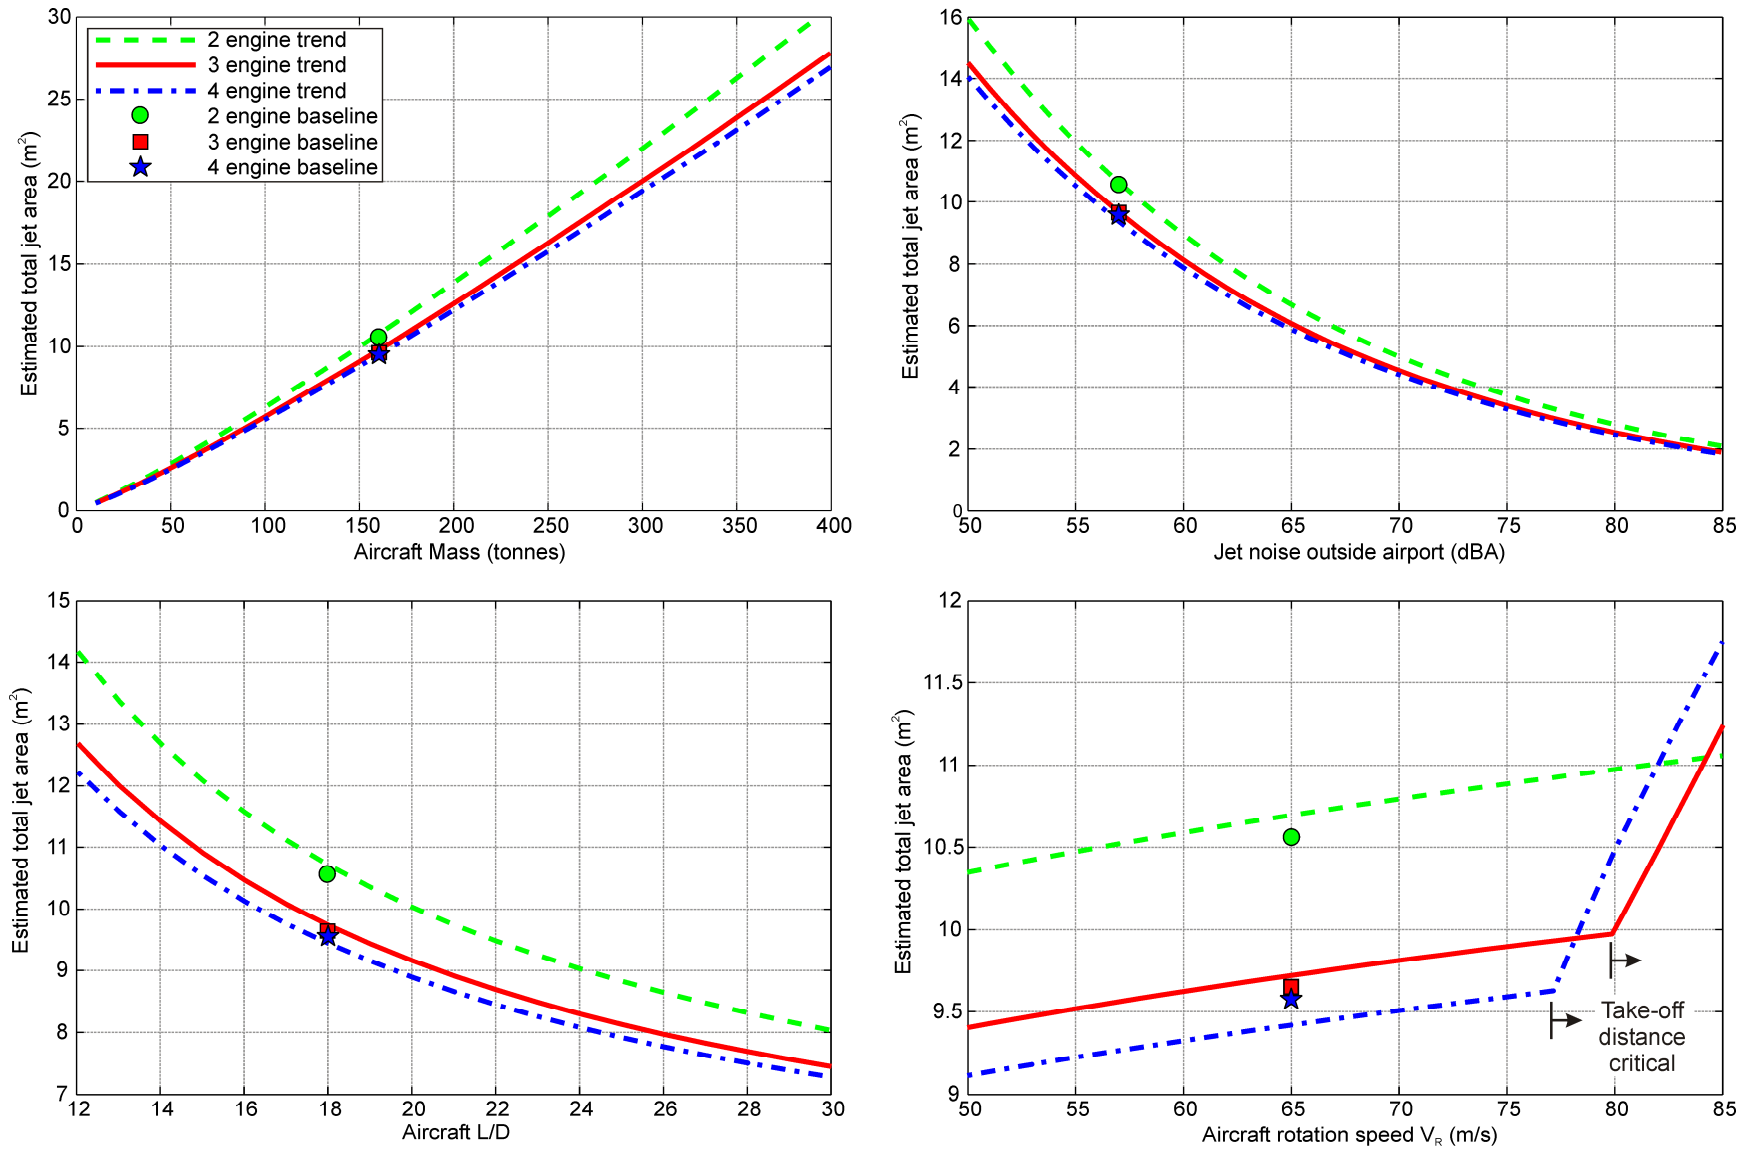 30
25
20
15
10
5
0
0 50 100 150 200 250 300 350 400
Estimated total jet area (m²)
Aircraft Mass (tonnes)
2 engine trend
3 engine trend
4 engine trend
2 engine baseline
3 engine baseline
4 engine baseline
16
14
12
10
8
6
4
2
0
50 55 60 65 70 75 80 85
Estimated total jet area (m²)
Jet noise outside airport (dBA)
15
14
13
12
11
10
9
8
7
12 14 16 18 20 22 24 26 28 30
Estimated total jet area (m²)
Aircraft L/D
12
11.5
11
10.5
10
9.5
9
50 55 60 65 70 75 80 85
Estimated total jet area (m²)
Aircraft rotation speed V_R (m/s)
Take-off
distance
critical